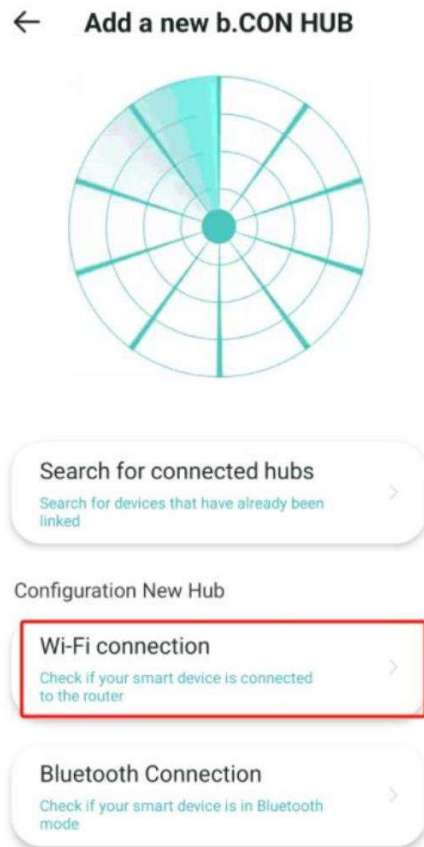 Add a new b.CON HUB
Search for connected hubs
Search for devices that have already been
linked
Configuration New Hub
Wi-Fi connection
Check if your smart device is connected
to the router
Bluetooth Connection
Check if your smart device is in Bluetooth
mode